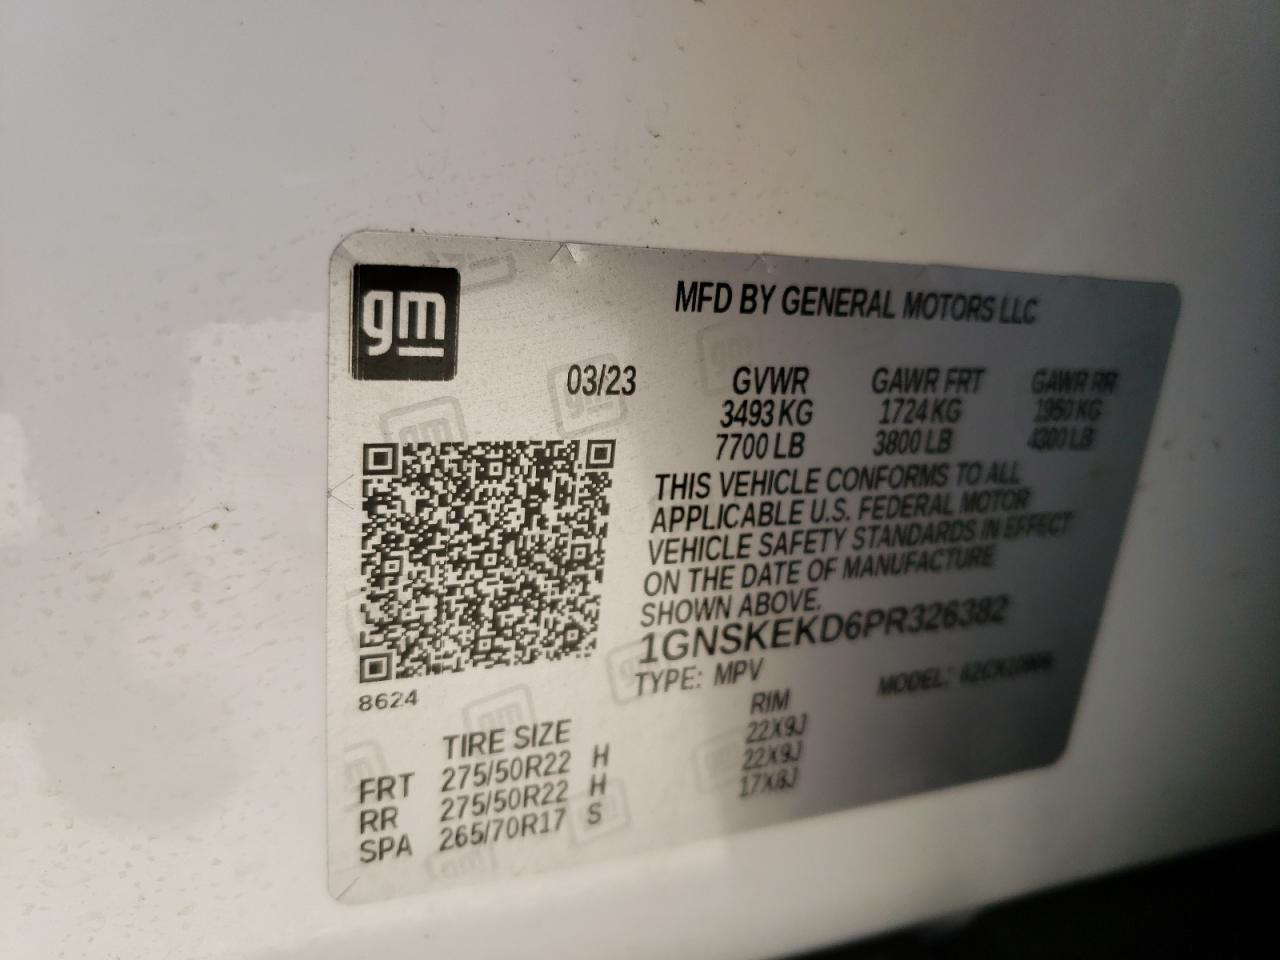 gm
MFD BY GENERAL MOTORS LLC
03/23 GVWR GAWR FRT GAWR RR
3493 KG 1724 KG 1950 KG
7700 LB 3800 LB 4300 LB
THIS VEHICLE CONFORMS TO ALL
APPLICABLE U.S. FEDERAL MOTOR
VEHICLE SAFETY STANDARDS IN EFFECT
ON THE DATE OF MANUFACTURE
SHOWN ABOVE.
1GNSKEKD6PR326382
TYPE: MPV MODEL:
8624
TIRE SIZE RIM
FRT 275/50R22 H 22X9J
RR 275/50R22 H 22X9J
SPA 265/70R17 S 17X8J